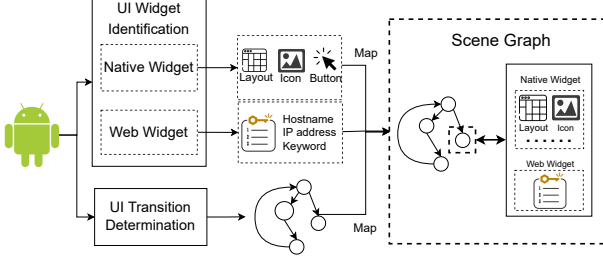 UI Widget
Identification
Native Widget
Web Widget
Layout
Icon
Button
Hostname
IP address
Keyword
Map
UI Transition
Determination
Map
Scene Graph
Native Widget
Layout
Icon
Web Widget